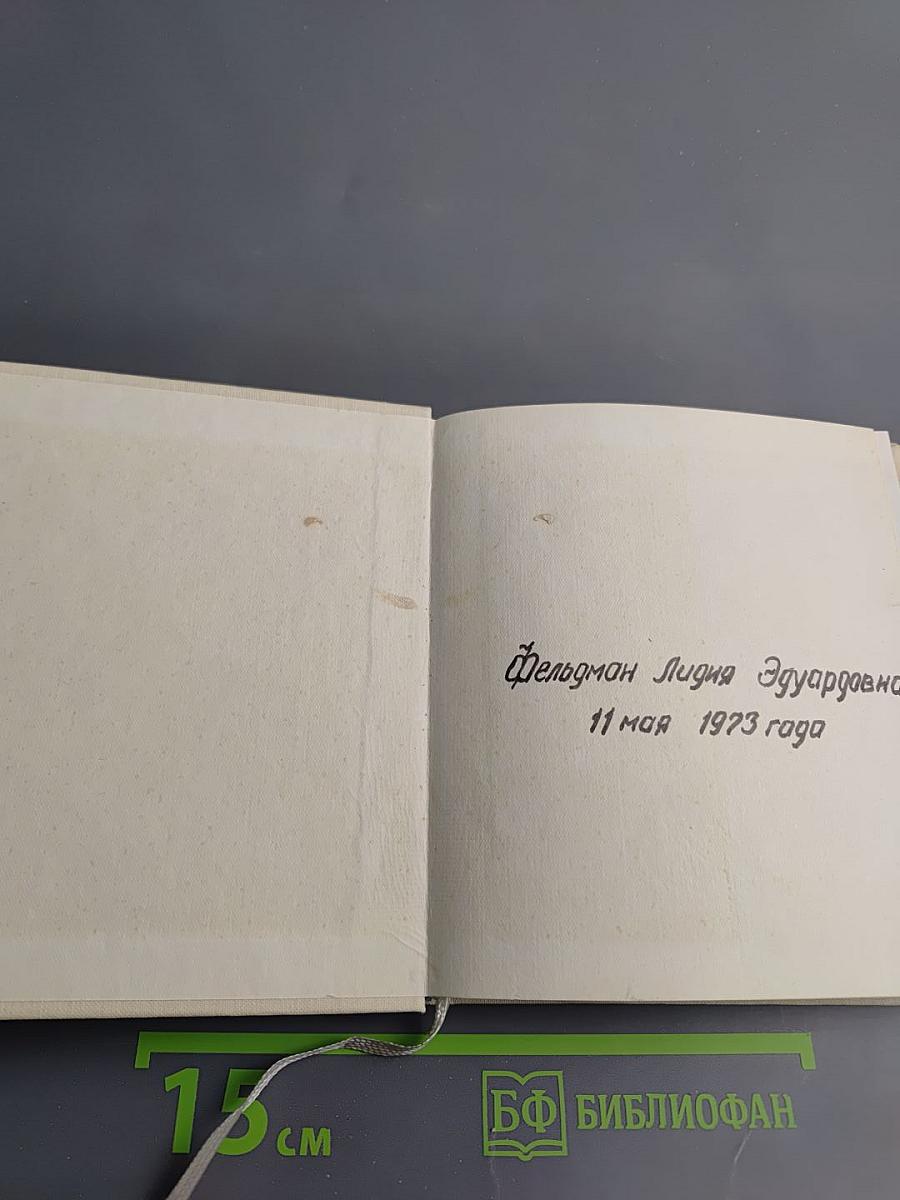 Фельдман Лидия Эдуардовна
11 мая 1973 года
15 см
БФ БИБЛИОФАН